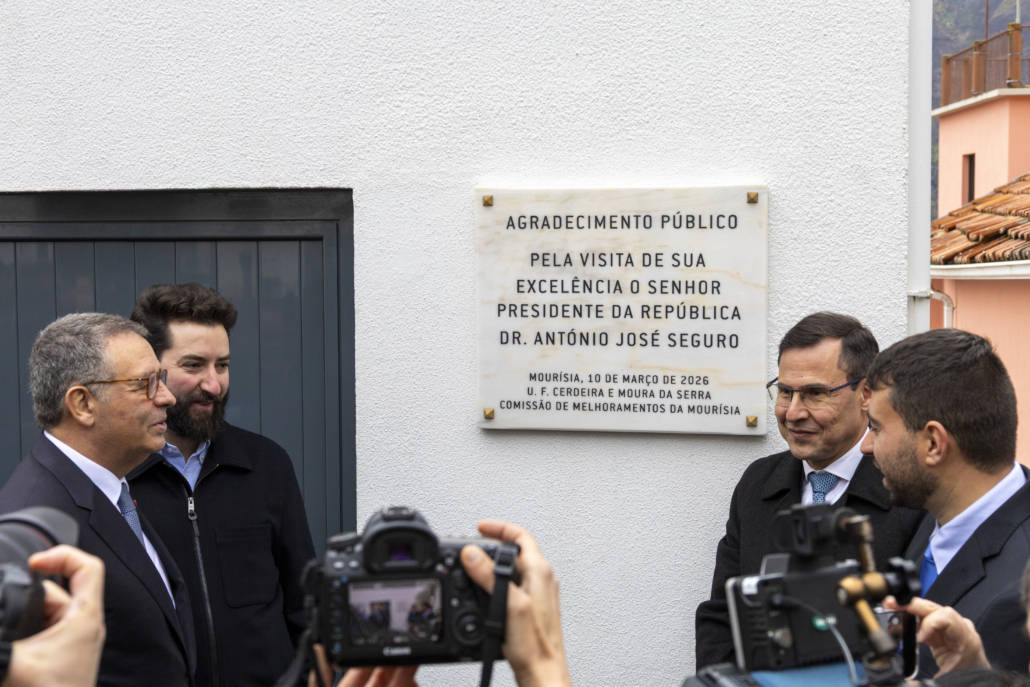 AGRADECIMENTO PÚBLICO
PELA VISITA DE SUA
EXCELÊNCIA O SENHOR
PRESIDENTE DA REPÚBLICA
DR. ANTÓNIO JOSÉ SEGURO
MOURÍSIA, 10 DE MARÇO DE 2026
U. F. CERDEIRA E MOURA DA SERRA
COMISSÃO DE MELHORAMENTOS DA MOURÍSIA
Canon